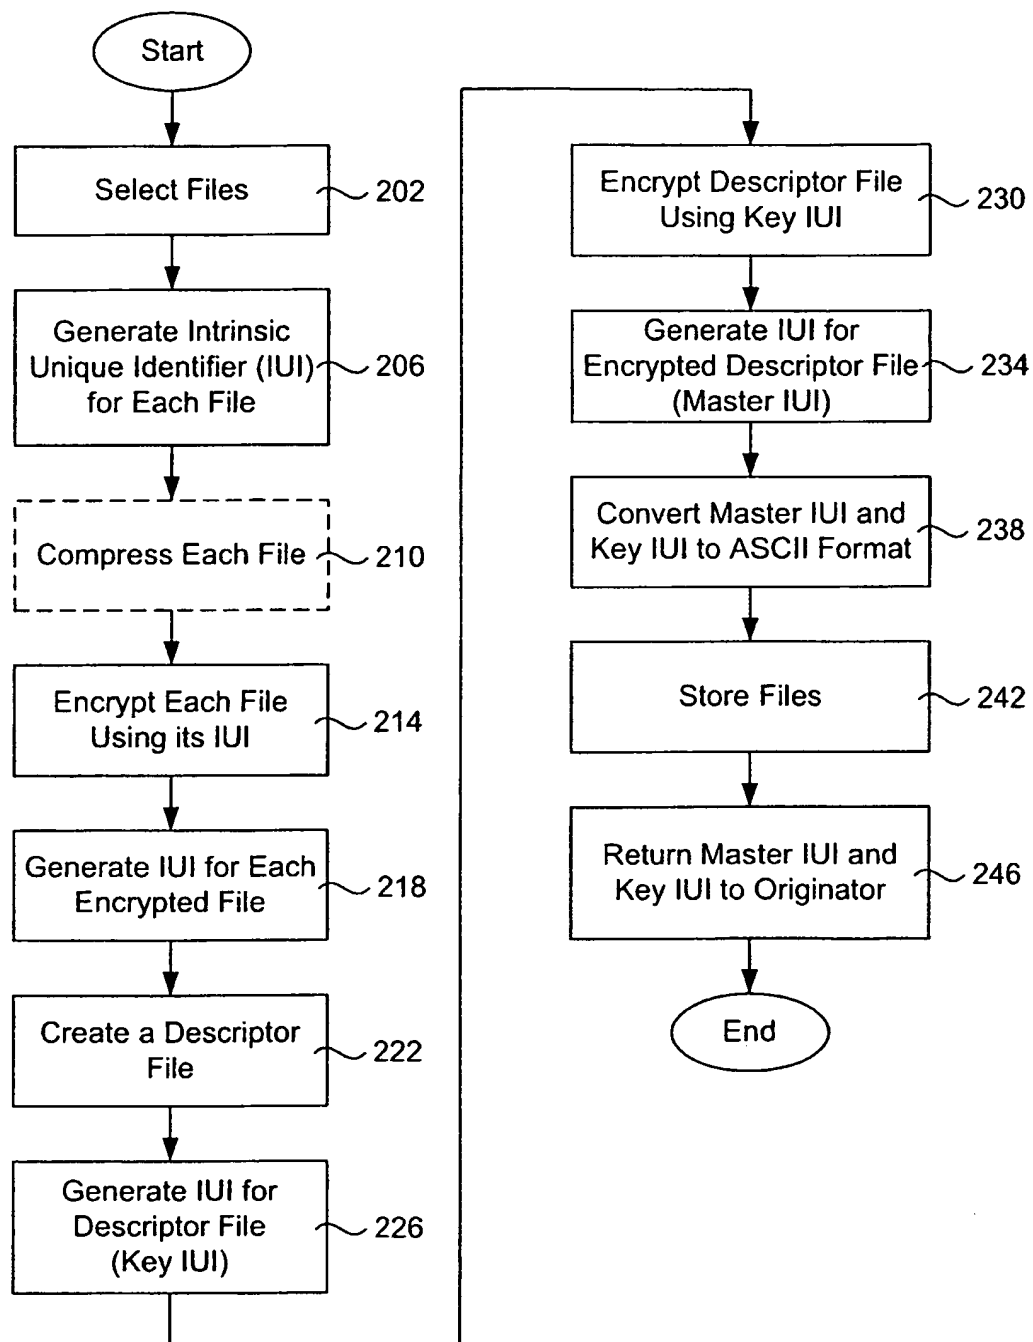 Start
Select Files
202
Generate Intrinsic
Unique Identifier (IUI)
for Each File
206
Compress Each File
210
Encrypt Each File
Using its IUI
214
Generate IUI for Each
Encrypted File
218
Create a Descriptor
File
222
Generate IUI for
Descriptor File
(Key IUI)
226
Encrypt Descriptor File
Using Key IUI
230
Generate IUI for
Encrypted Descriptor File
(Master IUI)
234
Convert Master IUI and
Key IUI to ASCII Format
238
Store Files
242
Return Master IUI and
Key IUI to Originator
246
End